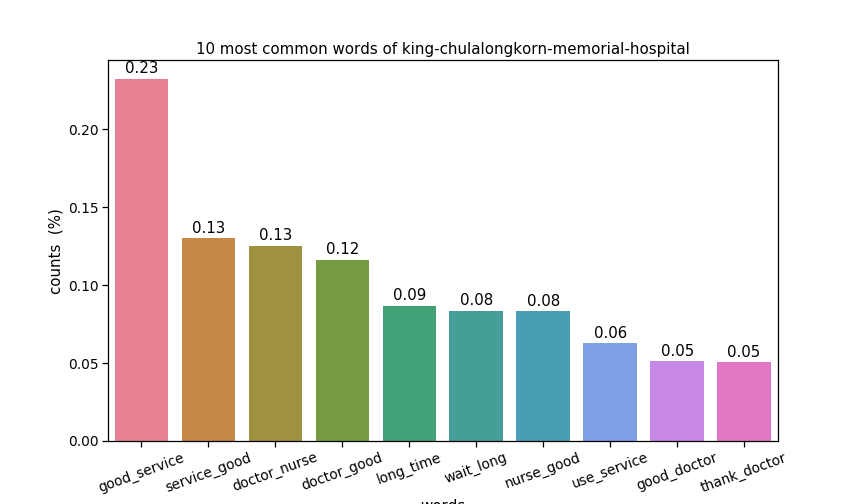 10 most common words of king-chulalongkorn-memorial-hospital
counts (%)
0.20
0.15
0.10
0.05
0.00
0.23
0.13
0.13
0.12
0.09
0.08
0.08
0.06
0.05
0.05
good_service
service_good
doctor_nurse
doctor_good
long_time
wait_long
nurse_good
use_service
good_doctor
thank_doctor
words